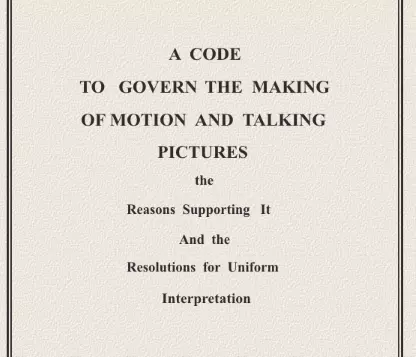 A CODE
TO GOVERN THE MAKING
OF MOTION AND TALKING
PICTURES
the
Reasons Supporting It
And the
Resolutions for Uniform
Interpretation